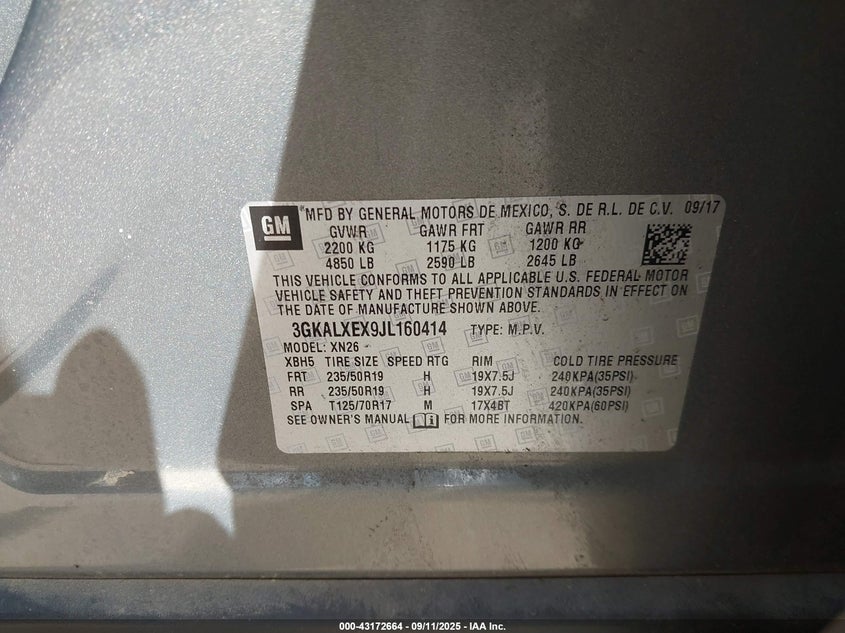 GM
MFD BY GENERAL MOTORS DE MEXICO, S. DE R.L. DE C.V. 09/17
GVWR GAWR FRT GAWR RR
2200 KG 1175 KG 1200 KG
4850 LB 2590 LB 2645 LB
THIS VEHICLE CONFORMS TO ALL APPLICABLE U.S. FEDERAL MOTOR
VEHICLE SAFETY AND THEFT PREVENTION STANDARDS IN EFFECT ON
THE DATE OF MANUFACTURE SHOWN ABOVE.
3GKALXEX9JL160414 TYPE: M.P.V.
MODEL: XN26
XBH5 TIRE SIZE SPEED RTG RIM COLD TIRE PRESSURE
FRT 235/50R19 H 19X7.5J 240KPA(35PSI)
RR 235/50R19 H 19X7.5J 240KPA(35PSI)
SPA T125/70R17 M 17X4BT 420KPA(60PSI)
SEE OWNER'S MANUAL FOR MORE INFORMATION.
000-43172664 - 09/11/2025 - IAA Inc.